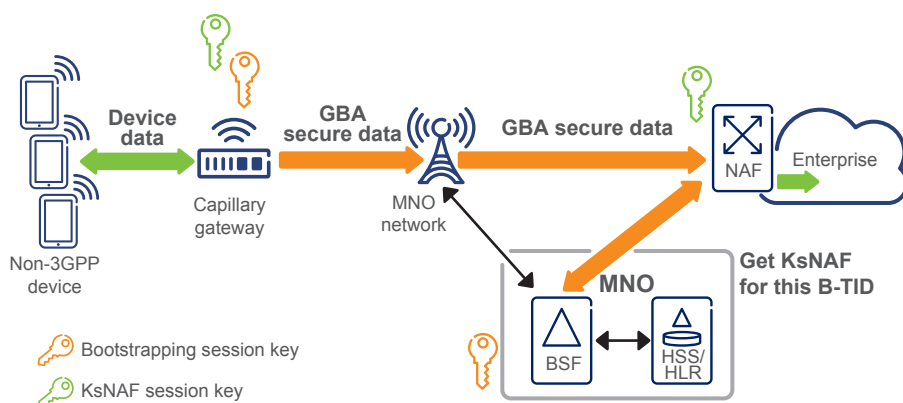 Device
data
GBA
secure data
GBA secure data
NAF
Enterprise
Capillary
gateway
MNO
network
Non-3GPP
device
MNO
Get KsNAF
for this B-TID
BSF
HSS/
HLR
Bootstrapping session key
KsNAF session key